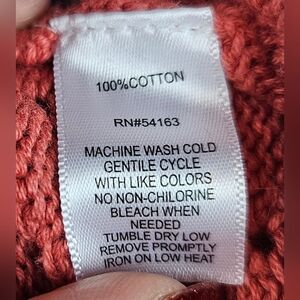 100%COTTON
RN#54163
MACHINE WASH COLD
GENTILE CYCLE
WITH LIKE COLORS
NO NON-CHILORINE
BLEACH WHEN
NEEDED
TUMBLE DRY LOW
REMOVE PROMPTLY
IRON ON LOW HEAT